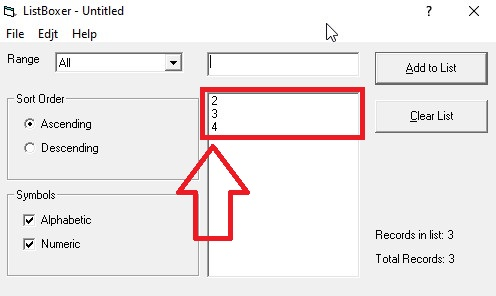 ListBoxer - Untitled
File Edjt Help
Range All Add to List
2
3
4
Clear List
Sort Order
Ascending
Descending
Symbols
Alphabetic
Numeric
Records in list: 3
Total Records: 3